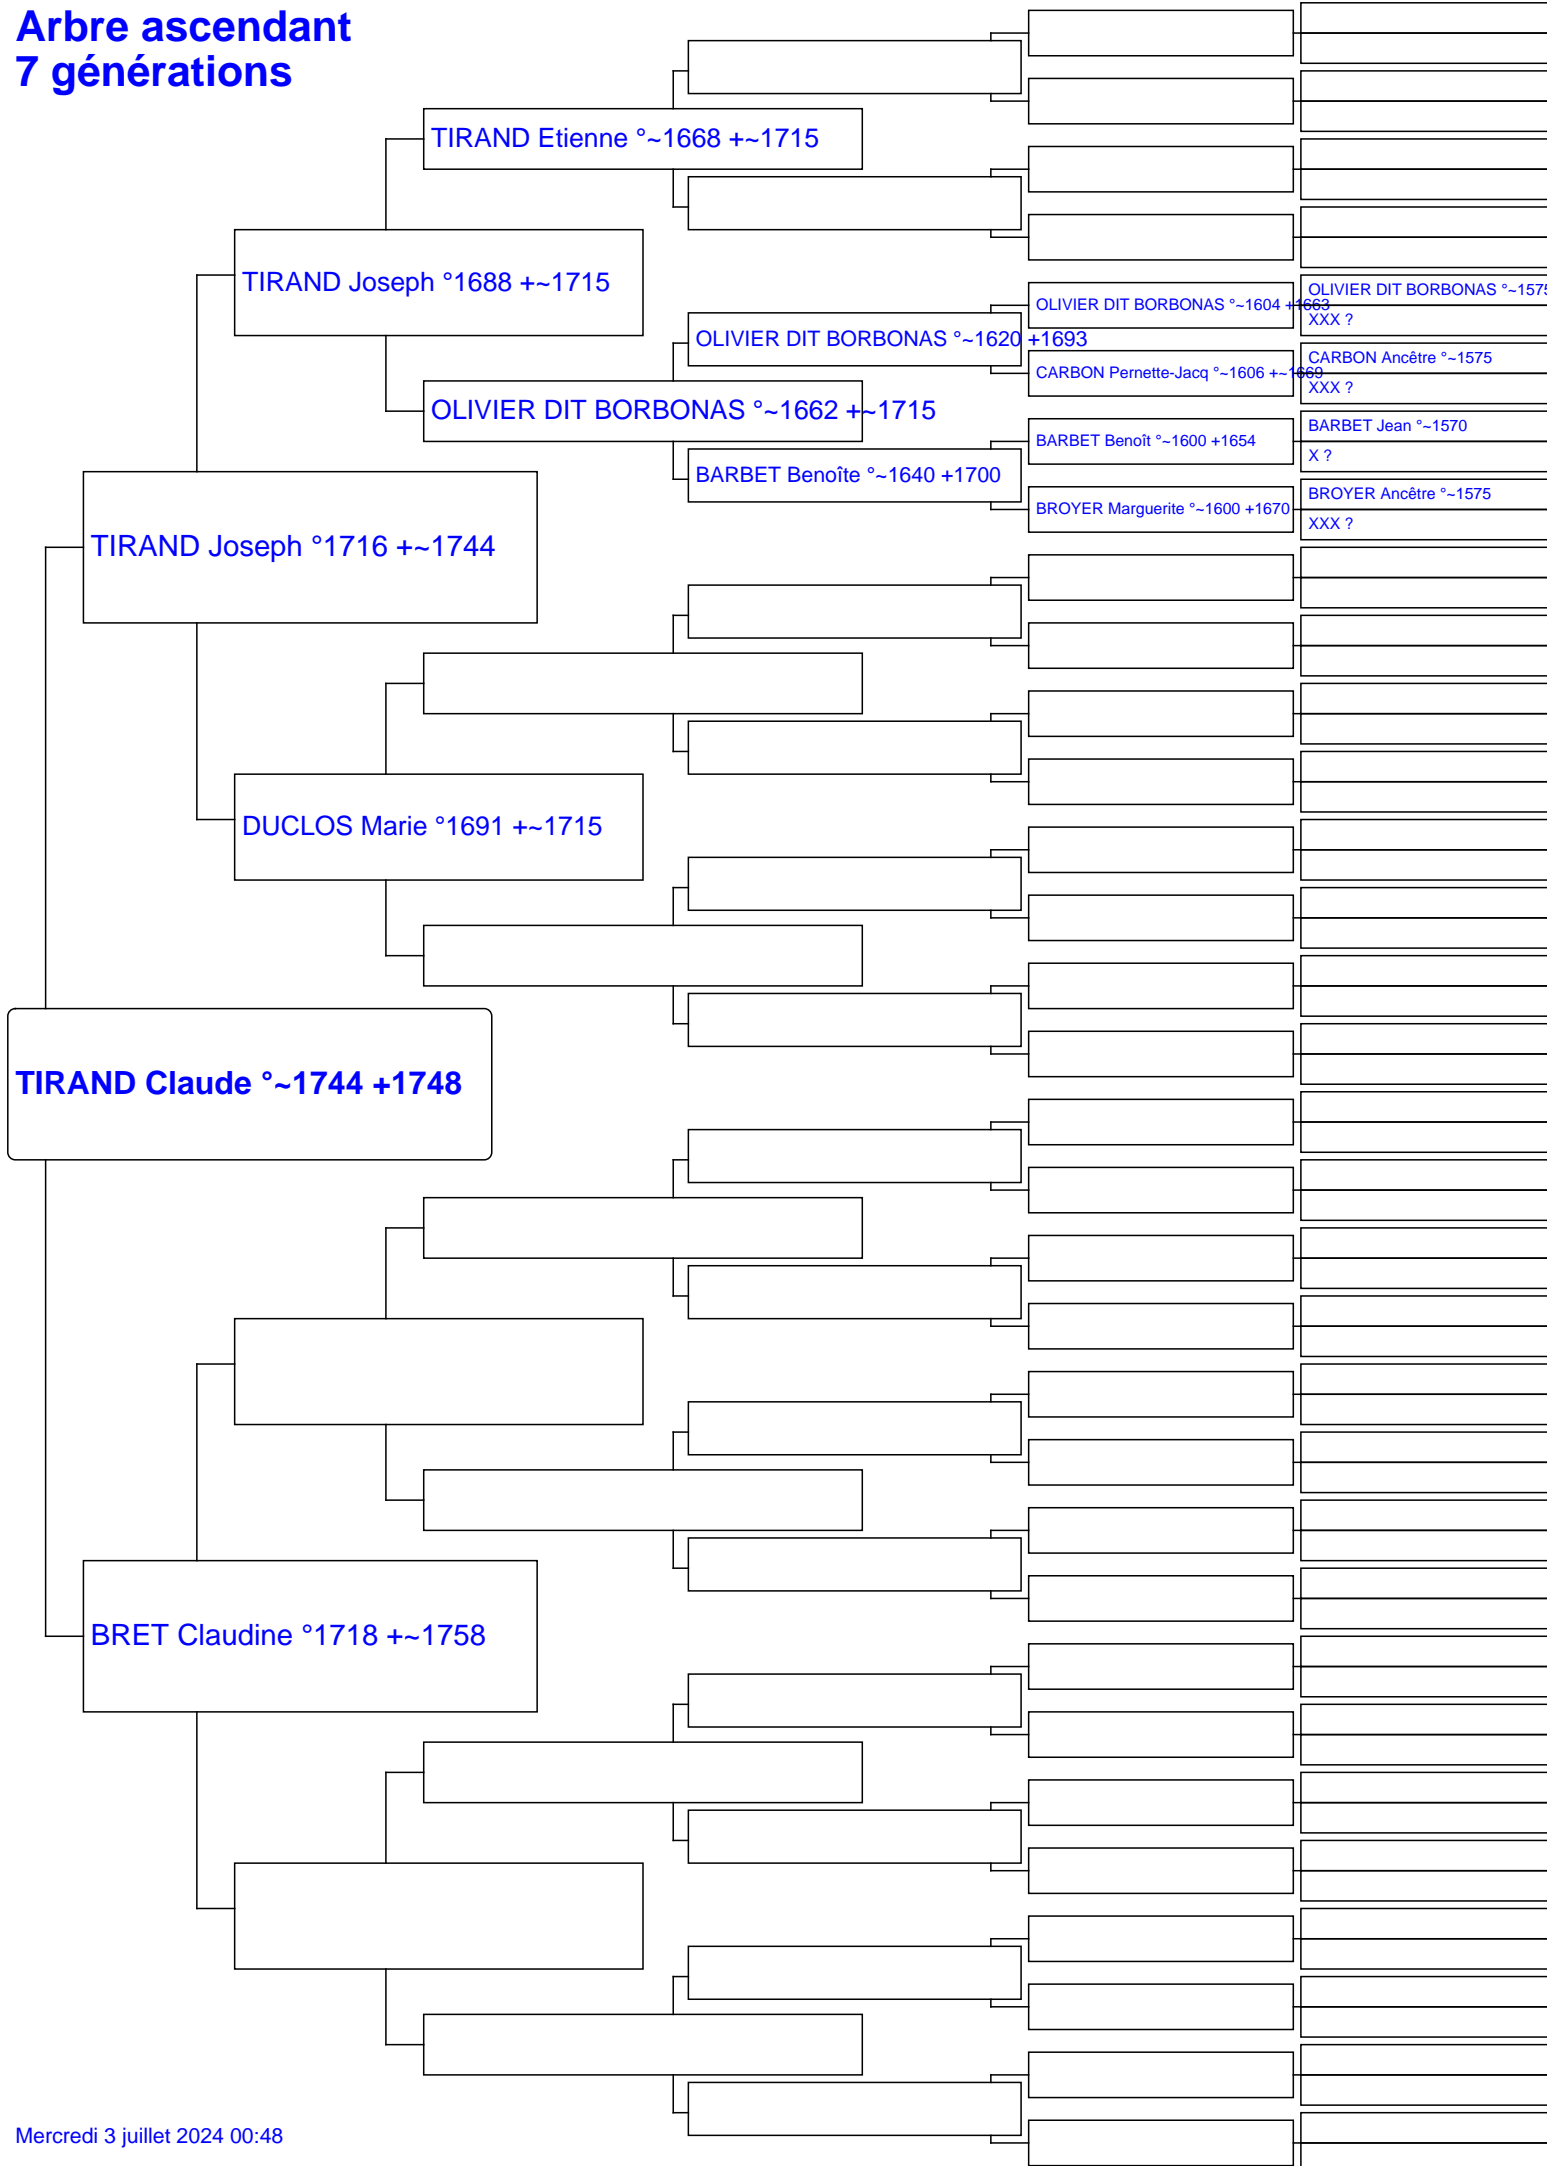 Arbre ascendant
7 générations
TIRAND Etienne °~1668 +~1715
TIRAND Joseph °1688 +~1715
OLIVIER DIT BORBONAS °~1575
OLIVIER DIT BORBONAS °~1604 +1663
XXX ?
OLIVIER DIT BORBONAS °~1620 +1693
CARBON Ancêtre °~1575
CARBON Pernette-Jacq °~1606 +~1669
XXX ?
OLIVIER DIT BORBONAS °~1662 +~1715
BARBET Jean °~1570
BARBET Benoît °~1600 +1654
X ?
BARBET Benoîte °~1640 +1700
BROYER Ancêtre °~1575
BROYER Marguerite °~1600 +1670
XXX ?
TIRAND Joseph °1716 +~1744
DUCLOS Marie °1691 +~1715
TIRAND Claude °~1744 +1748
BRET Claudine °1718 +~1758
Mercredi 3 juillet 2024 00:48